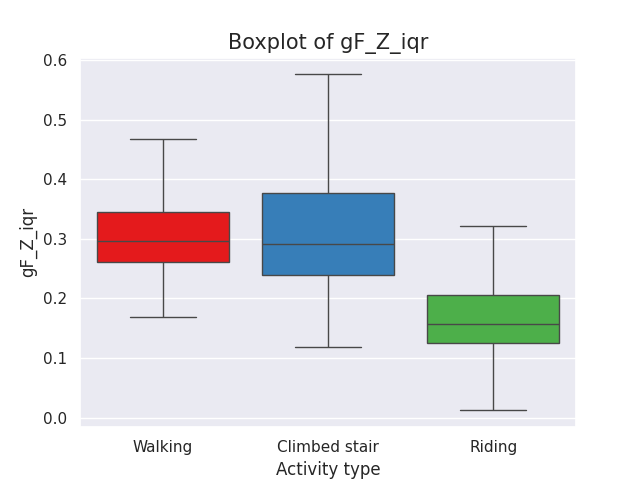 Boxplot of gF_Z_iqr
gF_Z_iqr
0.6
0.5
0.4
0.3
0.2
0.1
0.0
Walking
Climbed stair
Riding
Activity type